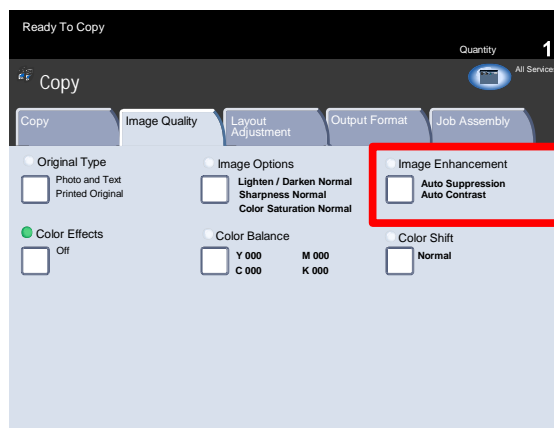 Ready To Copy
Quantity 1
Copy
All Service
Copy
Image Quality
Layout
Adjustment
Output Format
Job Assembly
Original Type
Photo and Text
Printed Original
Image Options
Lighten / Darken Normal
Sharpness Normal
Color Saturation Normal
Image Enhancement
Auto Suppression
Auto Contrast
Color Effects
Off
Color Balance
Y 000 M 000
C 000 K 000
Color Shift
Normal